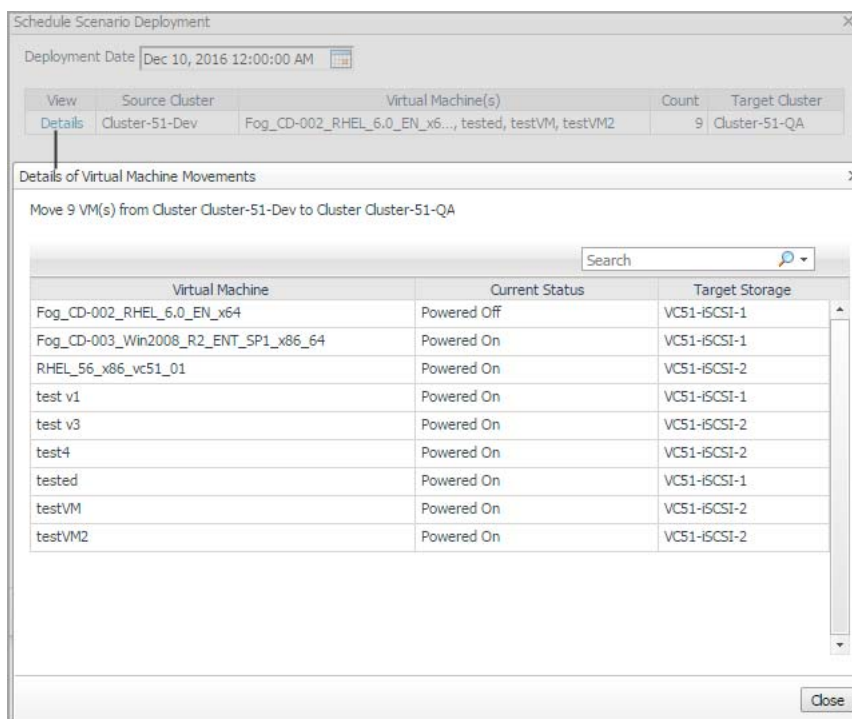 Schedule Scenario Deployment
Deployment Date Dec 10, 2016 12:00:00 AM
View Source Cluster Virtual Machine(s) Count Target Cluster
Details Cluster-51-Dev Fog_CD-002_RHEL_6.0_EN_x6..., tested, testVM, testVM2 9 Cluster-51-QA
Details of Virtual Machine Movements
Move 9 VM(s) from Cluster Cluster-51-Dev to Cluster Cluster-51-QA
Search
Virtual Machine Current Status Target Storage
Fog_CD-002_RHEL_6.0_EN_x64 Powered Off VC51-iSCSI-1
Fog_CD-003_Win2008_R2_ENT_SP1_x86_64 Powered On VC51-iSCSI-1
RHEL_56_x86_vc51_01 Powered On VC51-iSCSI-2
test v1 Powered On VC51-iSCSI-1
test v3 Powered On VC51-iSCSI-2
test4 Powered On VC51-iSCSI-2
tested Powered On VC51-iSCSI-1
testVM Powered On VC51-iSCSI-2
testVM2 Powered On VC51-iSCSI-2
Close